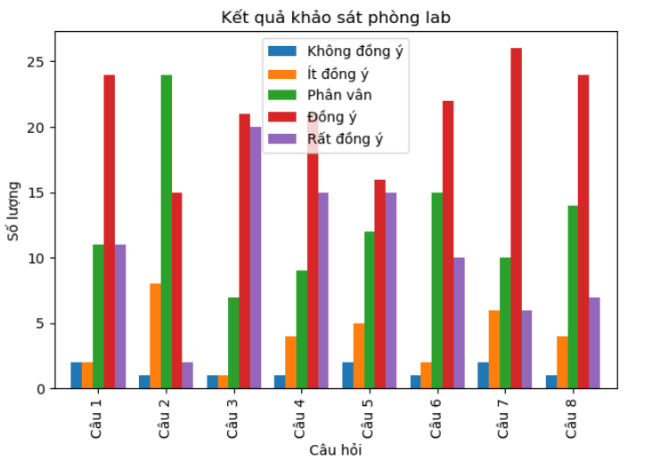 Kết quả khảo sát phòng lab
Không đồng ý
Ít đồng ý
Phân vân
Đồng ý
Rất đồng ý
Số lượng
25
20
15
10
5
0
Câu 1
Câu 2
Câu 3
Câu 4
Câu 5
Câu 6
Câu 7
Câu 8
Câu hỏi